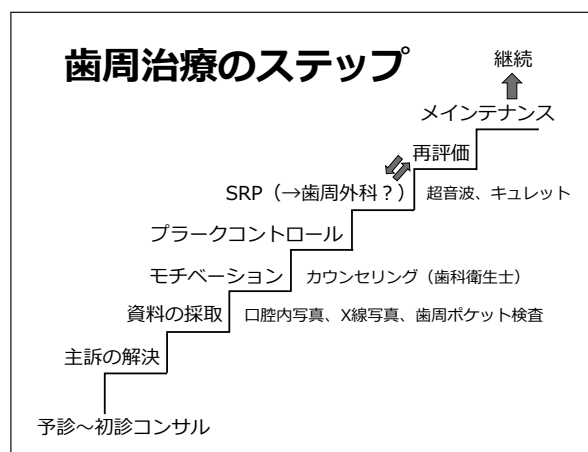 歯周治療のステップ
継続
メインテナンス
再評価
SRP（→歯周外科？）
超音波、キュレット
プラークコントロール
モチベーション
カウンセリング（歯科衛生士）
資料の採取
口腔内写真、X線写真、歯周ポケット検査
主訴の解決
予診～初診コンサル